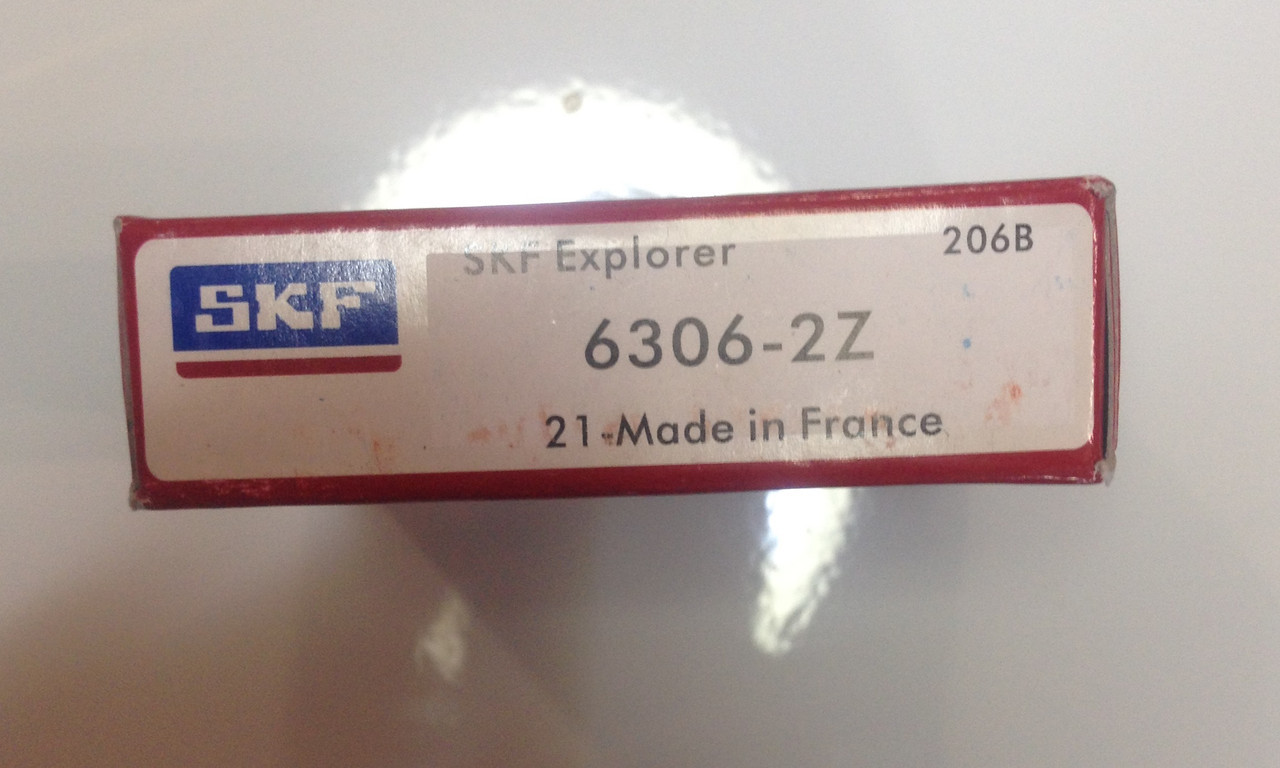 SKF
SKF Explorer
206B
6306-2Z
21-Made in France